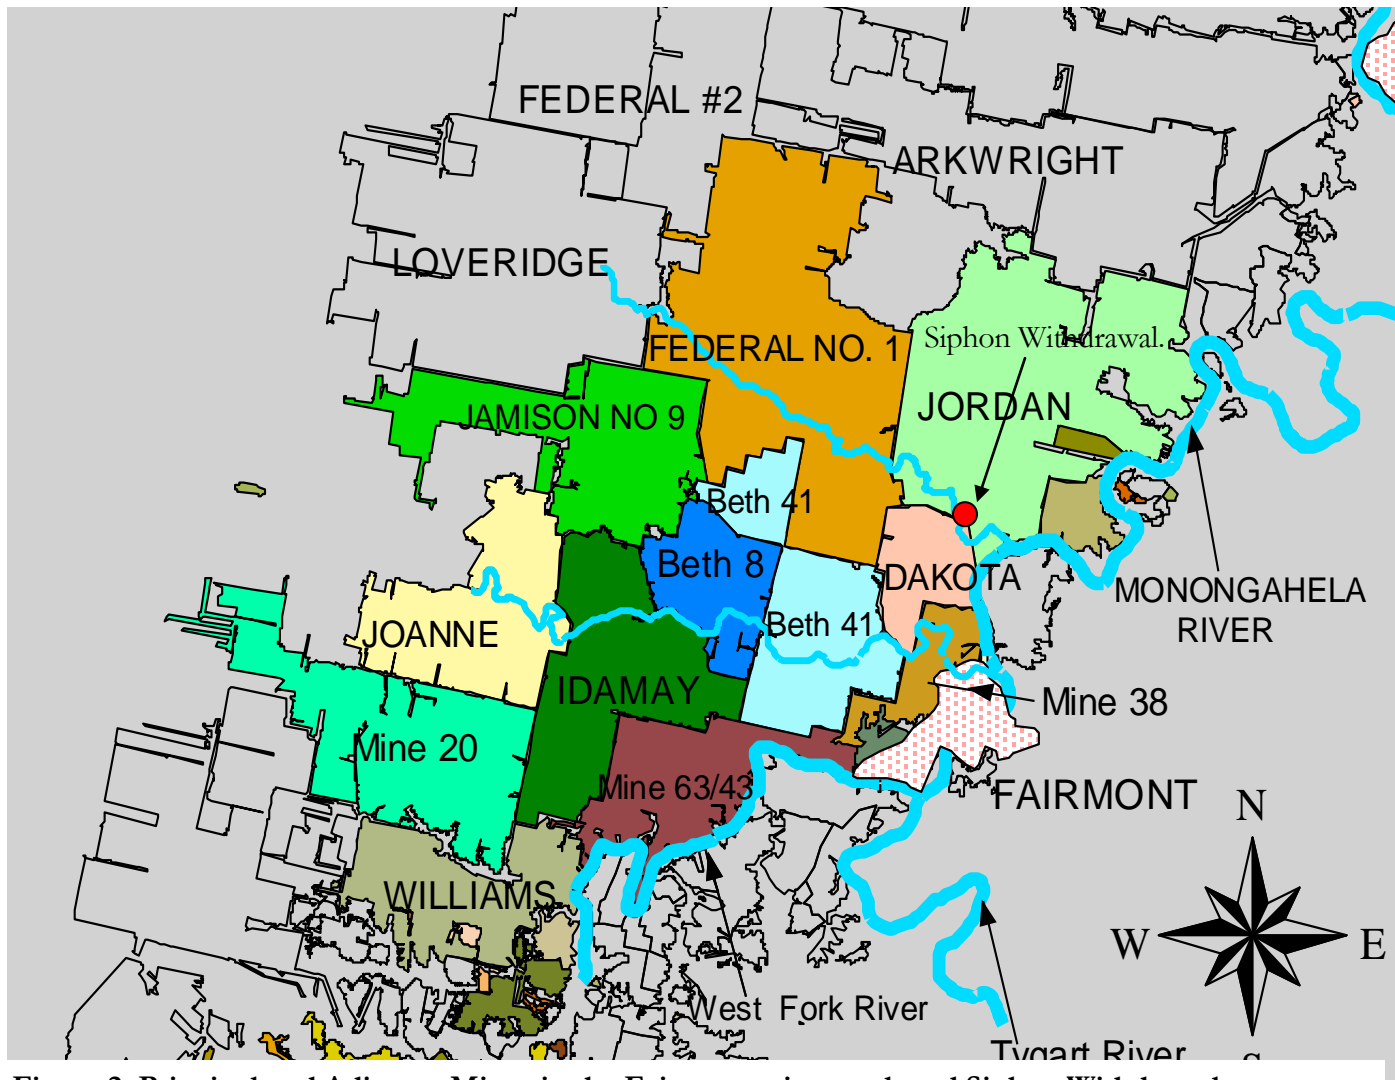 FEDERAL #2
ARKWRIGHT
LOVERIDGE
FEDERAL NO. 1
Siphon Withdrawal.
JORDAN
JAMISON NO 9
Beth 41
Beth 8
DAKOTA
MONONGAHELA
RIVER
JOANNE
Beth 41
IDAMAY
Mine 38
Mine 20
Mine 63/43
FAIRMONT
N
WILLIAMS
W
E
West Fork River
Tygart River
S